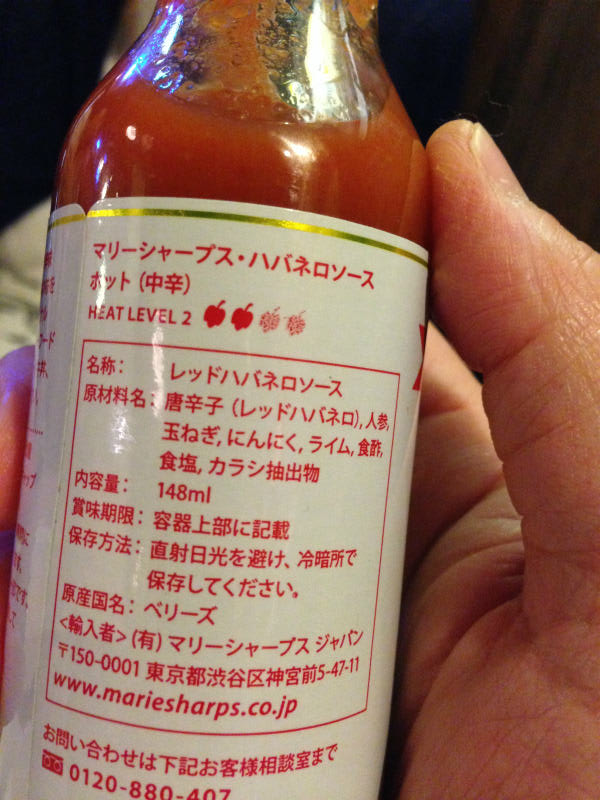 マリーシャープス・ハバネロソース
ホット（中辛）
HEAT LEVEL 2
名称： レッドハバネロソース
原材料名：唐辛子（レッドハバネロ）,人参,
玉ねぎ,にんにく,ライム,食酢,
食塩,カラシ抽出物
内容量： 148ml
賞味期限：容器上部に記載
保存方法：直射日光を避け、冷暗所で
保存してください。
原産国名：ベリーズ
<輸入者>（有）マリーシャープス ジャパン
〒150-0001 東京都渋谷区神宮前5-47-11
www.mariesharps.co.jp
お問い合わせは下記お客様相談室まで
0120-880-407